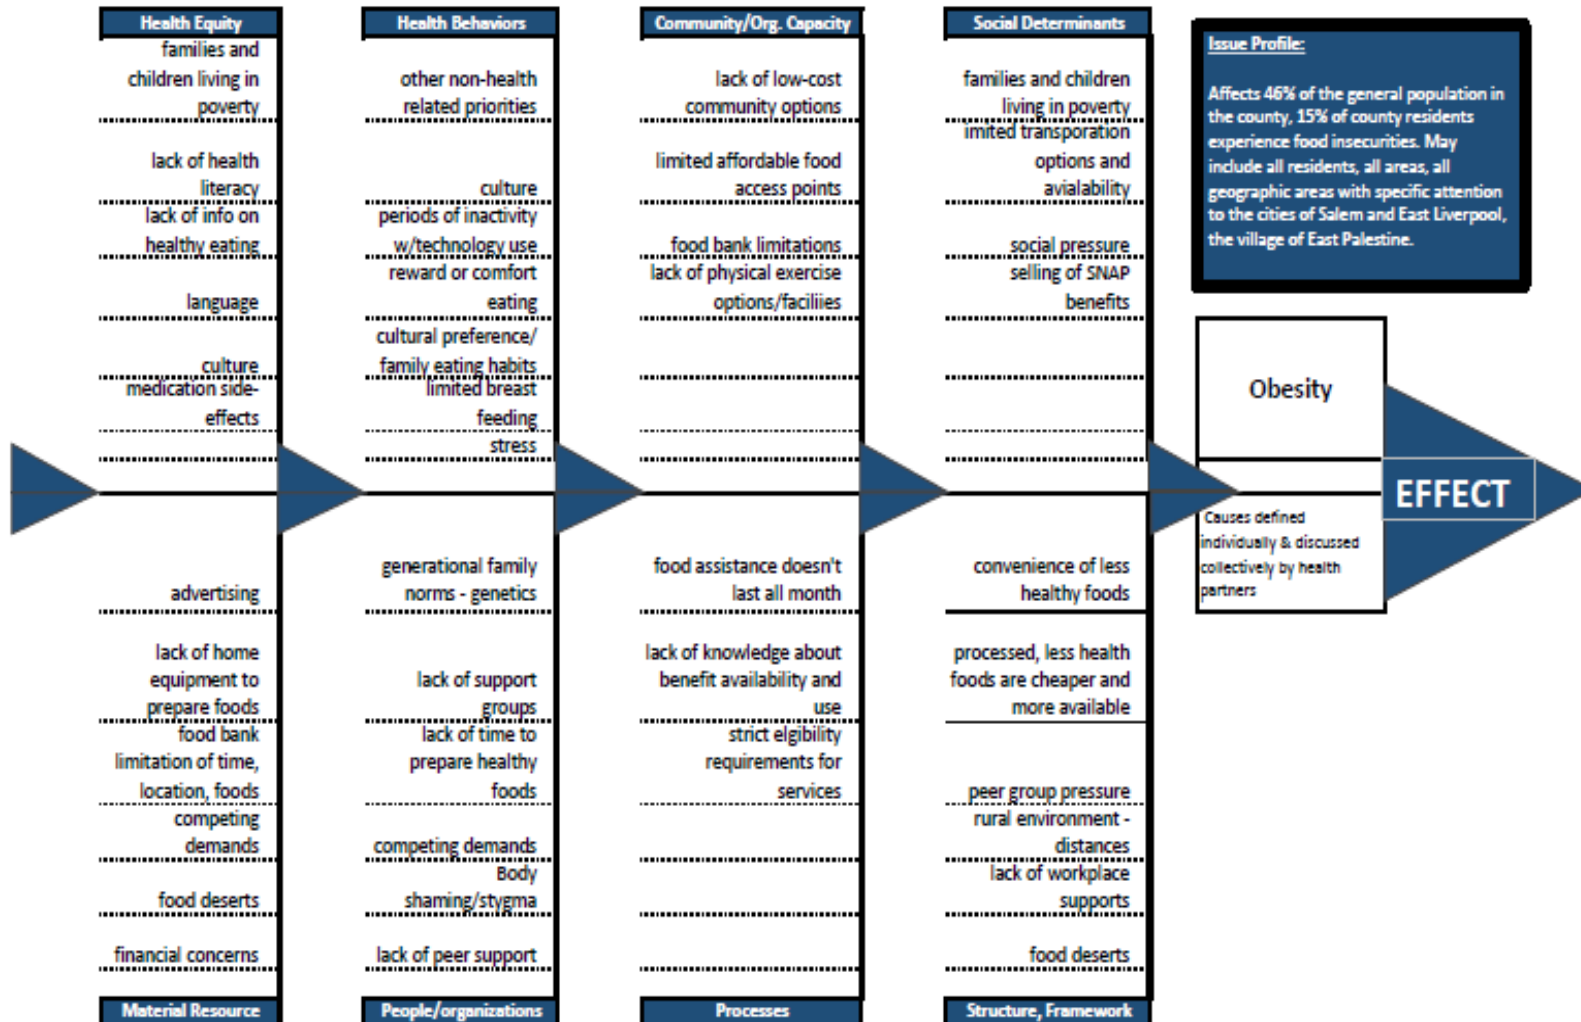 Health Equity
families and
children living in
poverty
lack of health
literacy
lack of info on
healthy eating
language
culture
medication side-
effects
Health Behaviors
other non-health
related priorities
culture
periods of inactivity
w/technology use
reward or comfort
eating
cultural preference/
family eating habits
limited breast
feeding
stress
Community/Org. Capacity
lack of low-cost
community options
limited affordable food
access points
food bank limitations
lack of physical exercise
options/faciliies
Social Determinants
families and children
living in poverty
imited transporation
options and
avialability
social pressure
selling of SNAP
benefits
Issue Profile:
Affects 46% of the general population in
the county, 15% of county residents
experience food insecurities. May
include all residents, all areas, all
geographic areas with specific attention
to the cities of Salem and East Liverpool,
the village of East Palestine.
Obesity
EFFECT
Causes defined
individually & discussed
collectively by health
partners
advertising
lack of home
equipment to
prepare foods
food bank
limitation of time,
location, foods
competing
demands
food deserts
financial concerns
Material Resource
generational family
norms - genetics
lack of support
groups
lack of time to
prepare healthy
foods
competing demands
Body
shaming/stygma
lack of peer support
People/organizations
food assistance doesn't
last all month
lack of knowledge about
benefit availability and
use
strict elgibility
requirements for
services
Processes
convenience of less
healthy foods
processed, less health
foods are cheaper and
more available
peer group pressure
rural environment -
distances
lack of workplace
supports
food deserts
Structure, Framework